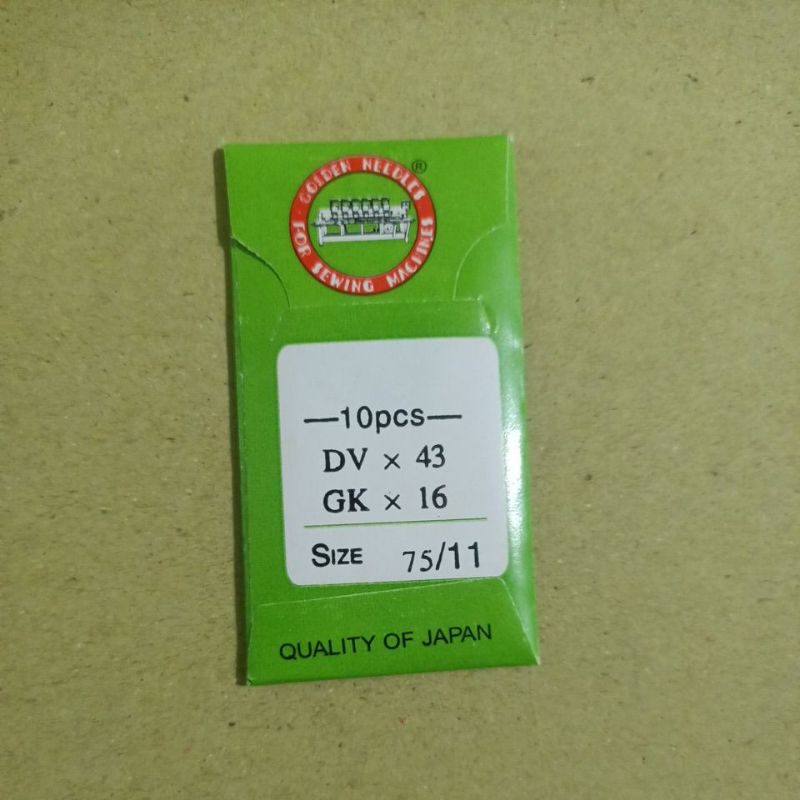 GOLDEN NEEDLES ®
FOR SEWING MACHINES
—10pcs—
DV × 43
GK × 16
SIZE 75/11
QUALITY OF JAPAN